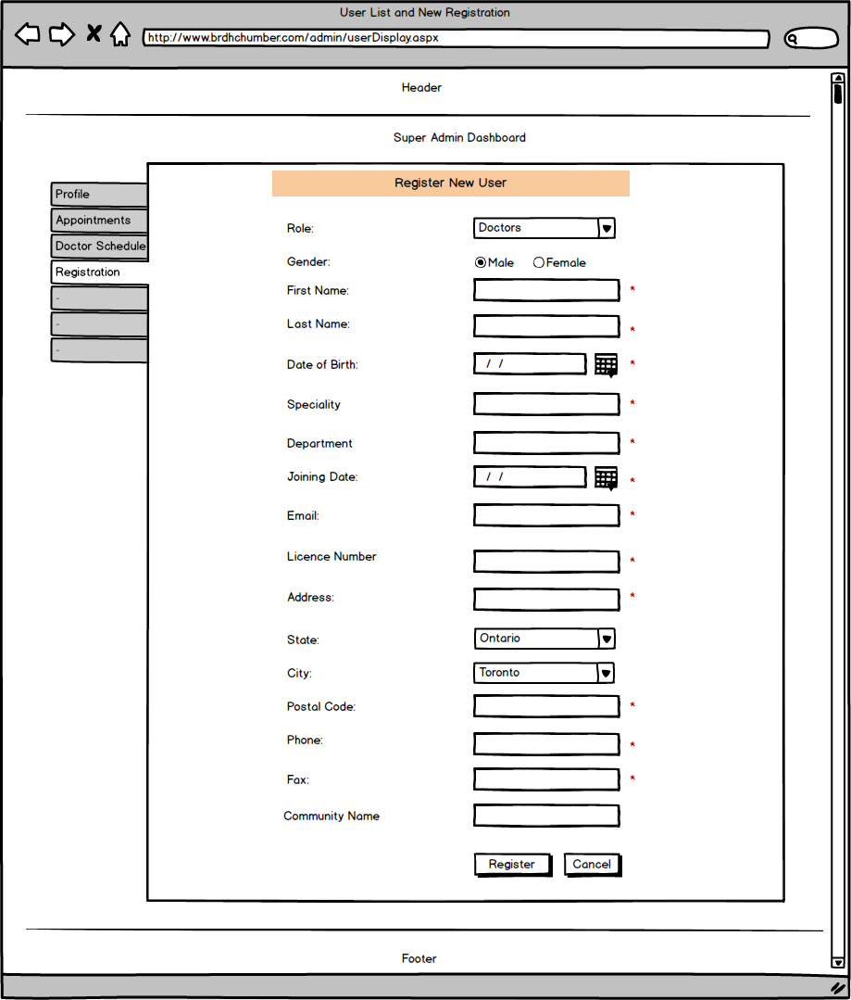 User List and New Registration
http://www.brdhchumber.com/admin/userDisplay.aspx
Header
Super Admin Dashboard
Profile
Appointments
Doctor Schedule
Registration
-
-
-
Register New User
Role: Doctors
Gender: Male Female
First Name: *
Last Name: *
Date of Birth: / / *
Speciality *
Department *
Joining Date: / / *
Email: *
Licence Number *
Address: *
State: Ontario
City: Toronto
Postal Code: *
Phone: *
Fax: *
Community Name
Register Cancel
Footer